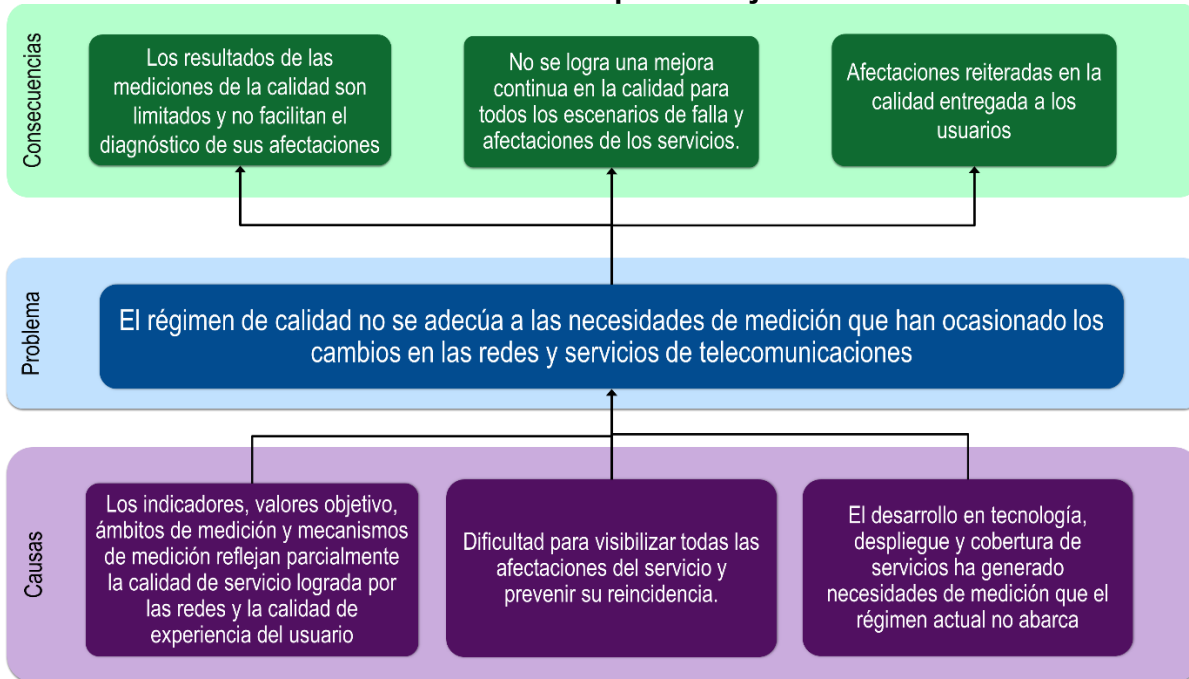 Consecuencias
Los resultados de las
mediciones de la calidad son
limitados y no facilitan el
diagnóstico de sus afectaciones
No se logra una mejora
continua en la calidad para
todos los escenarios de falla y
afectaciones de los servicios.
Afectaciones reiteradas en la
calidad entregada a los
usuarios
Problema
El régimen de calidad no se adecúa a las necesidades de medición que han ocasionado los
cambios en las redes y servicios de telecomunicaciones
Causas
Los indicadores, valores objetivo,
ámbitos de medición y mecanismos
de medición reflejan parcialmente
la calidad de servicio lograda por
las redes y la calidad de
experiencia del usuario
Dificultad para visibilizar todas las
afectaciones del servicio y
prevenir su reincidencia.
El desarrollo en tecnología,
despliegue y cobertura de
servicios ha generado
necesidades de medición que el
régimen actual no abarca